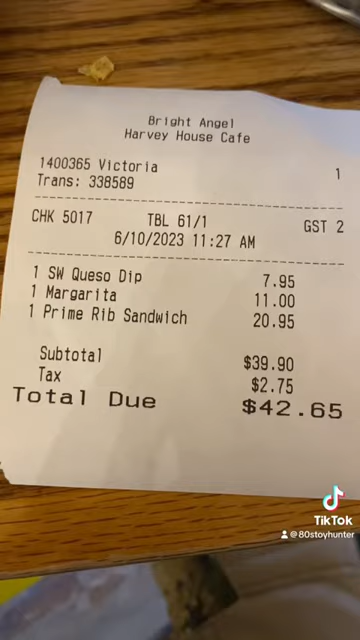 Bright Angel
Harvey House Cafe
1400365 Victoria 1
Trans: 338589
CHK 5017 TBL 61/1 GST 2
6/10/2023 11:27 AM
1 SW Queso Dip 7.95
1 Margarita 11.00
1 Prime Rib Sandwich 20.95
Subtotal $39.90
Tax $2.75
Total Due $42.65
TikTok
@80stoyhunter